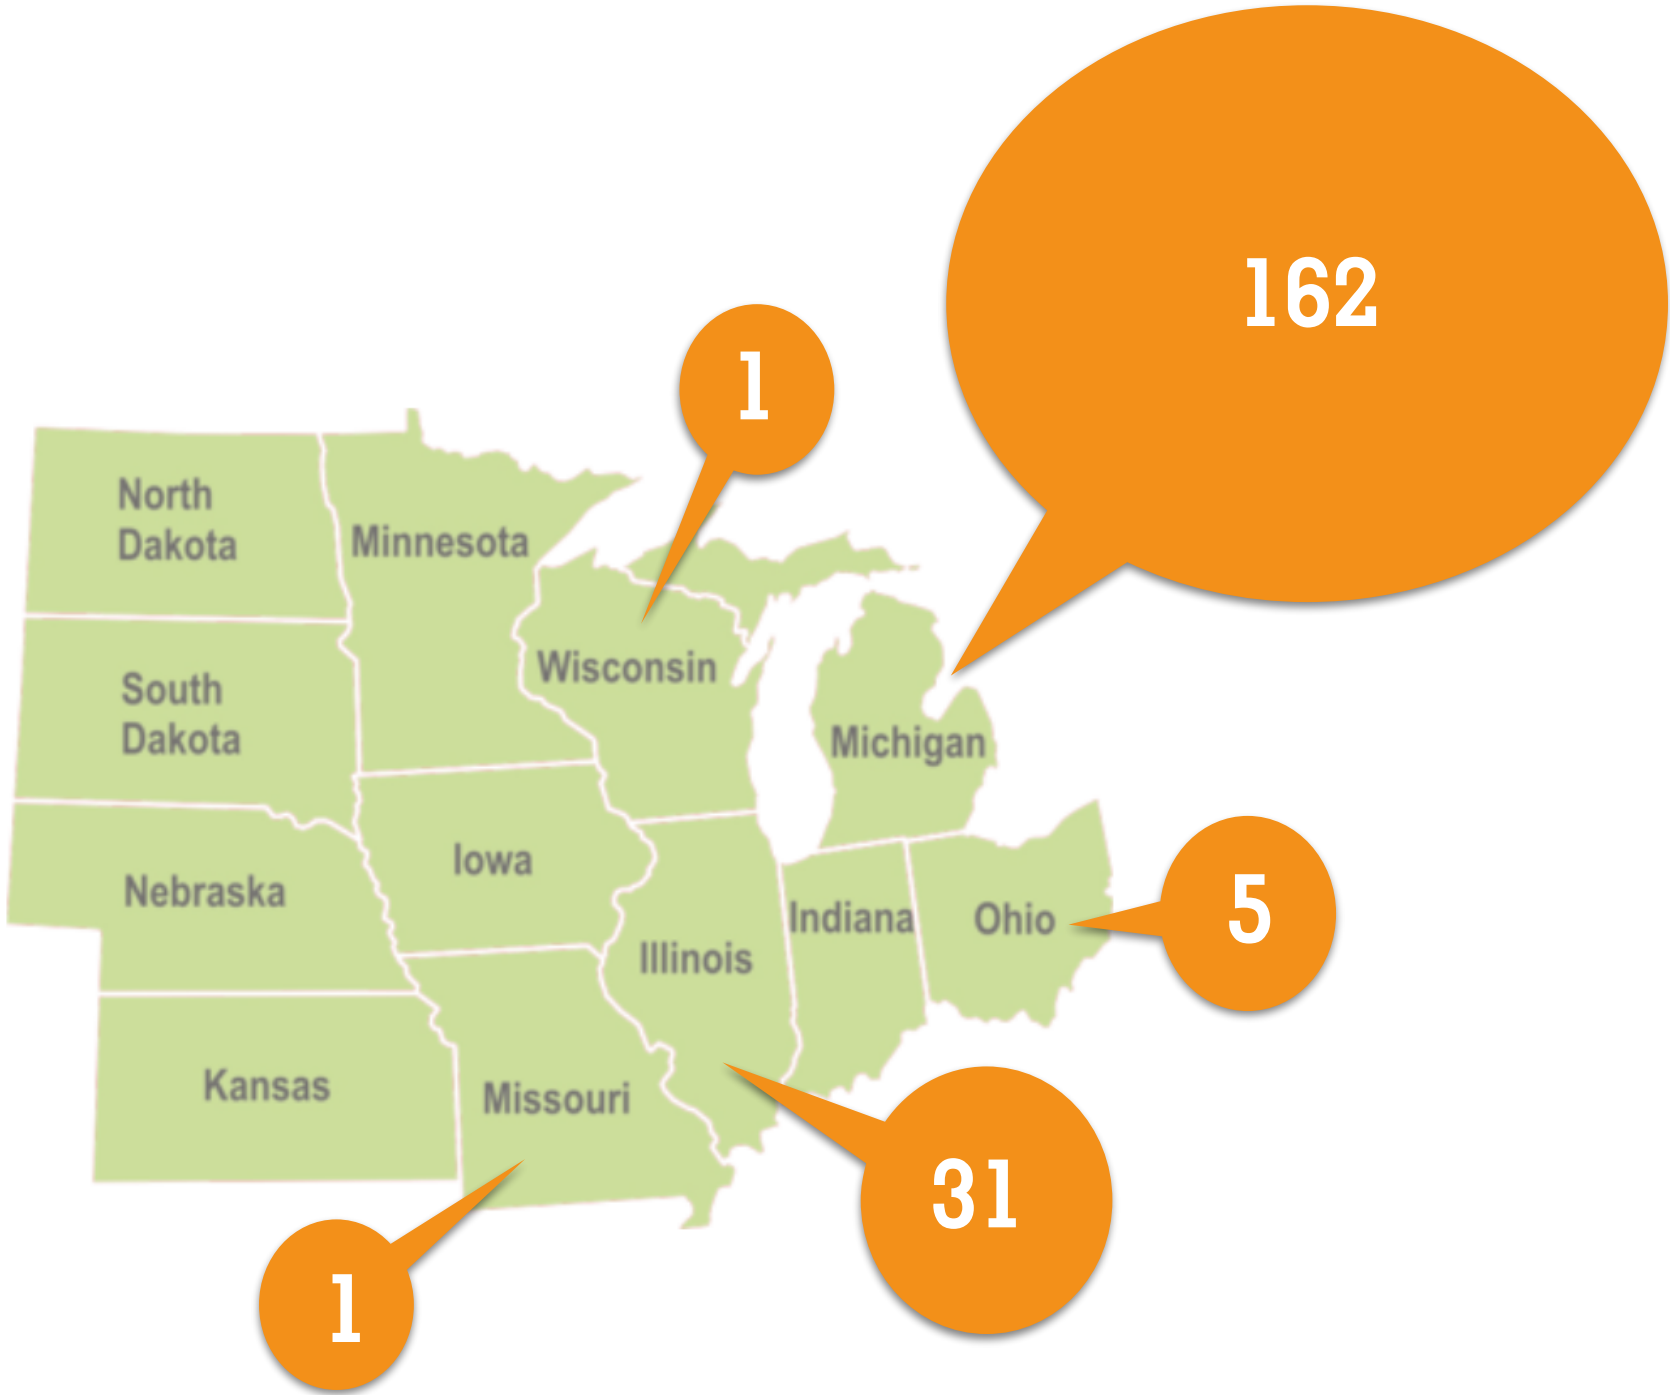 162
1
North
Dakota
Minnesota
Wisconsin
South
Dakota
Michigan
Iowa
Nebraska
Indiana
Ohio
5
Illinois
Kansas
Missouri
31
1